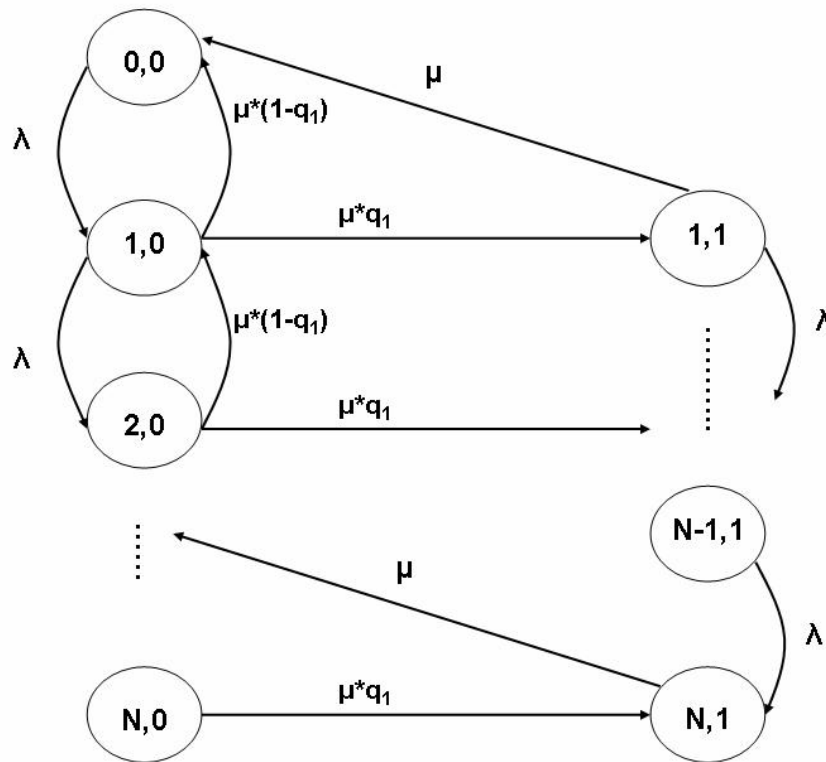 0,0
μ
λ
μ*(1-q₁)
1,0
μ*q₁
1,1
λ
μ*(1-q₁)
λ
2,0
μ*q₁
N-1,1
μ
λ
N,0
μ*q₁
N,1